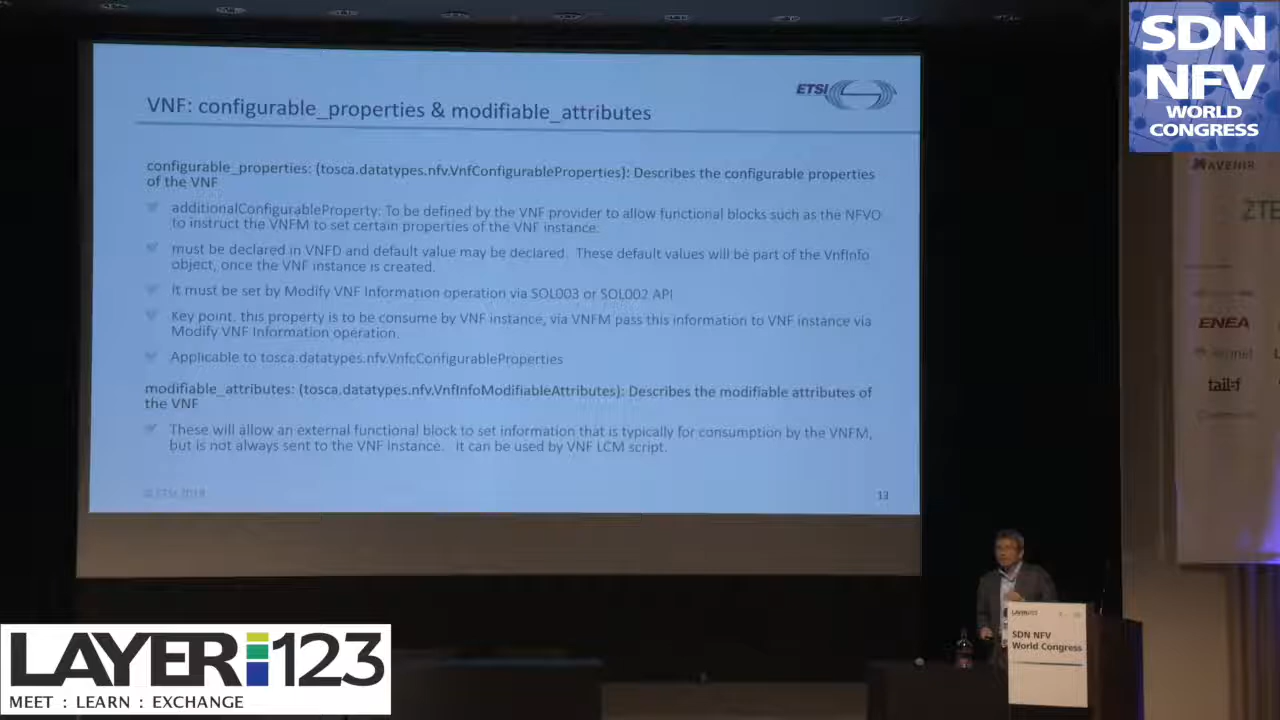 VNF: configurable_properties & modifiable_attributes
ETSI
configurable_properties: (tosca.datatypes.nfv.VnfConfigurableProperties): Describes the configurable properties
of the VNF
additionalConfigurableProperty: To be defined by the VNF provider to allow functional blocks such as the NFVO
to instruct the VNFM to set certain properties of the VNF instance.
must be declared in VNFD and default value may be declared. These default values will be part of the VnfInfo
object, once the VNF instance is created.
It must be set by Modify VNF Information operation via SOL003 or SOL002 API
Key point, this property is to be consume by VNF instance, via VNFM pass this information to VNF instance via
Modify VNF Information operation.
Applicable to tosca.datatypes.nfv.VnfcConfigurableProperties
modifiable_attributes: (tosca.datatypes.nfv.VnfInfoModifiableAttributes): Describes the modifiable attributes of
the VNF
These will allow an external functional block to set information that is typically for consumption by the VNFM,
but is not always sent to the VNF instance. It can be used by VNF LCM script.
© ETSI 2019
13
SDN
NFV
WORLD
CONGRESS
AVENIR
ZTE
ENEA
tail-f
LAYER123
SDN NFV
World Congress
LAYER123
MEET : LEARN : EXCHANGE